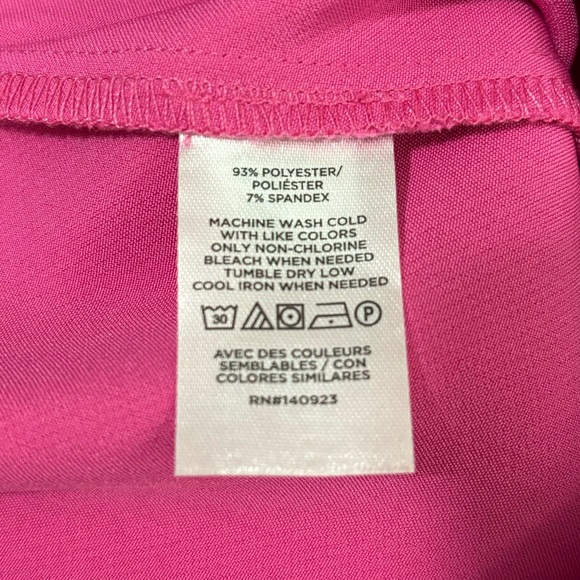 93% POLYESTER/
POLIÉSTER
7% SPANDEX
MACHINE WASH COLD
WITH LIKE COLORS
ONLY NON-CHLORINE
BLEACH WHEN NEEDED
TUMBLE DRY LOW
COOL IRON WHEN NEEDED
30 P
AVEC DES COULEURS
SEMBLABLES / CON
COLORES SIMILARES
RN#140923